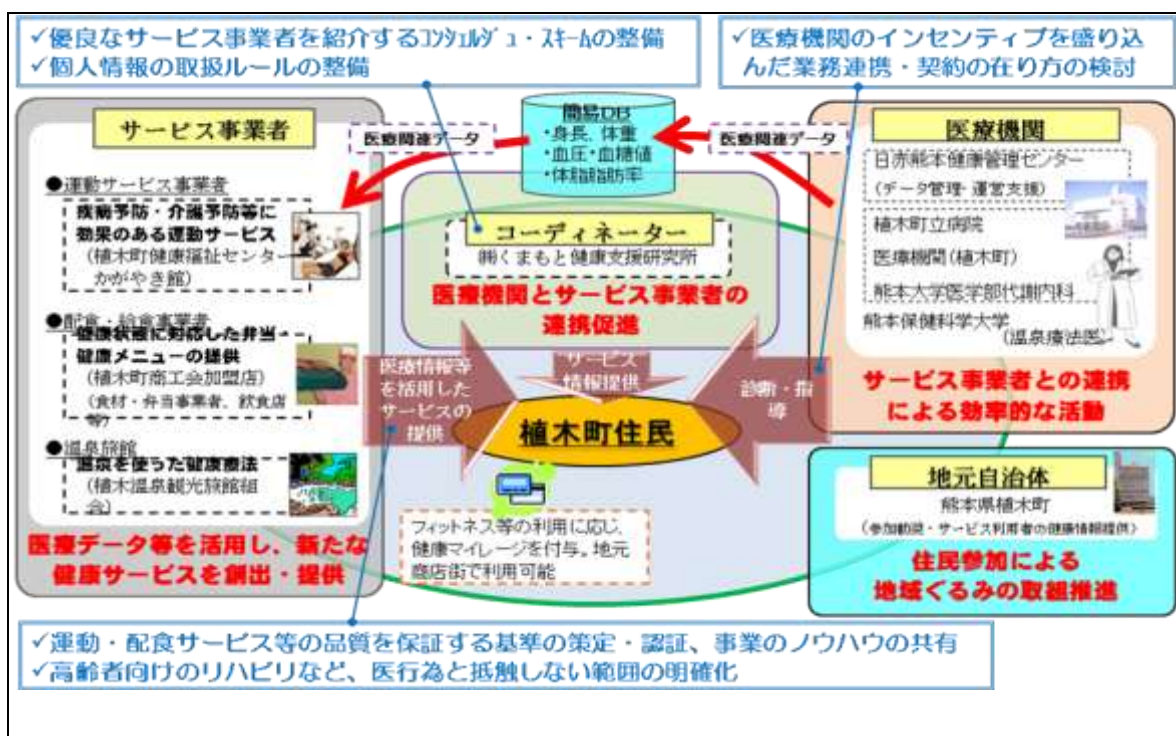 ✓優良なサービス事業者を紹介するｺﾝｼｪﾙｼﾞｭ・ｽｷｰﾑの整備
✓個人情報の取扱ルールの整備
✓医療機関のインセンティブを盛り込
んだ業務連携・契約の在り方の検討
サービス事業者
●運動サービス事業者
疾病予防・介護予防等に
効果のある運動サービス
(植木町健康福祉センター
かがやき館)
●配食・給食事業者
健康状態に対応した弁当・
健康メニューの提供
(植木町商工会加盟店)
(食材・弁当事業者、飲食店
等)
●温泉旅館
温泉を使った健康療法
(植木温泉観光旅館組
合)
医療データ等を活用し、新たな
健康サービスを創出・提供
医療関連データ
簡易DB
・身長、体重
・血圧・血糖値
・体脂脂肪率
医療関連データ
コーディネーター
㈱くまもと健康支援研究所
医療機関とサービス事業者の
連携促進
医療情報等
を活用した
サービスの
提供
サービス
情報提供
診断・指
導
植木町住民
フィットネス等の利用に応じ、
健康マイレージを付与。地元
商店街で利用可能
医療機関
日赤熊本健康管理センター
(データ管理・運営支援)
植木町立病院
医療機関(植木町)
熊本大学医学部代謝内科
熊本保健科学大学
(温泉療法医)
サービス事業者との連携
による効率的な活動
地元自治体
熊本県植木町
(参加勧奨・サービス利用者の健康情報提供)
住民参加による
地域ぐるみの取組推進
✓運動・配食サービス等の品質を保証する基準の策定・認証、事業のノウハウの共有
✓高齢者向けのリハビリなど、医行為と抵触しない範囲の明確化